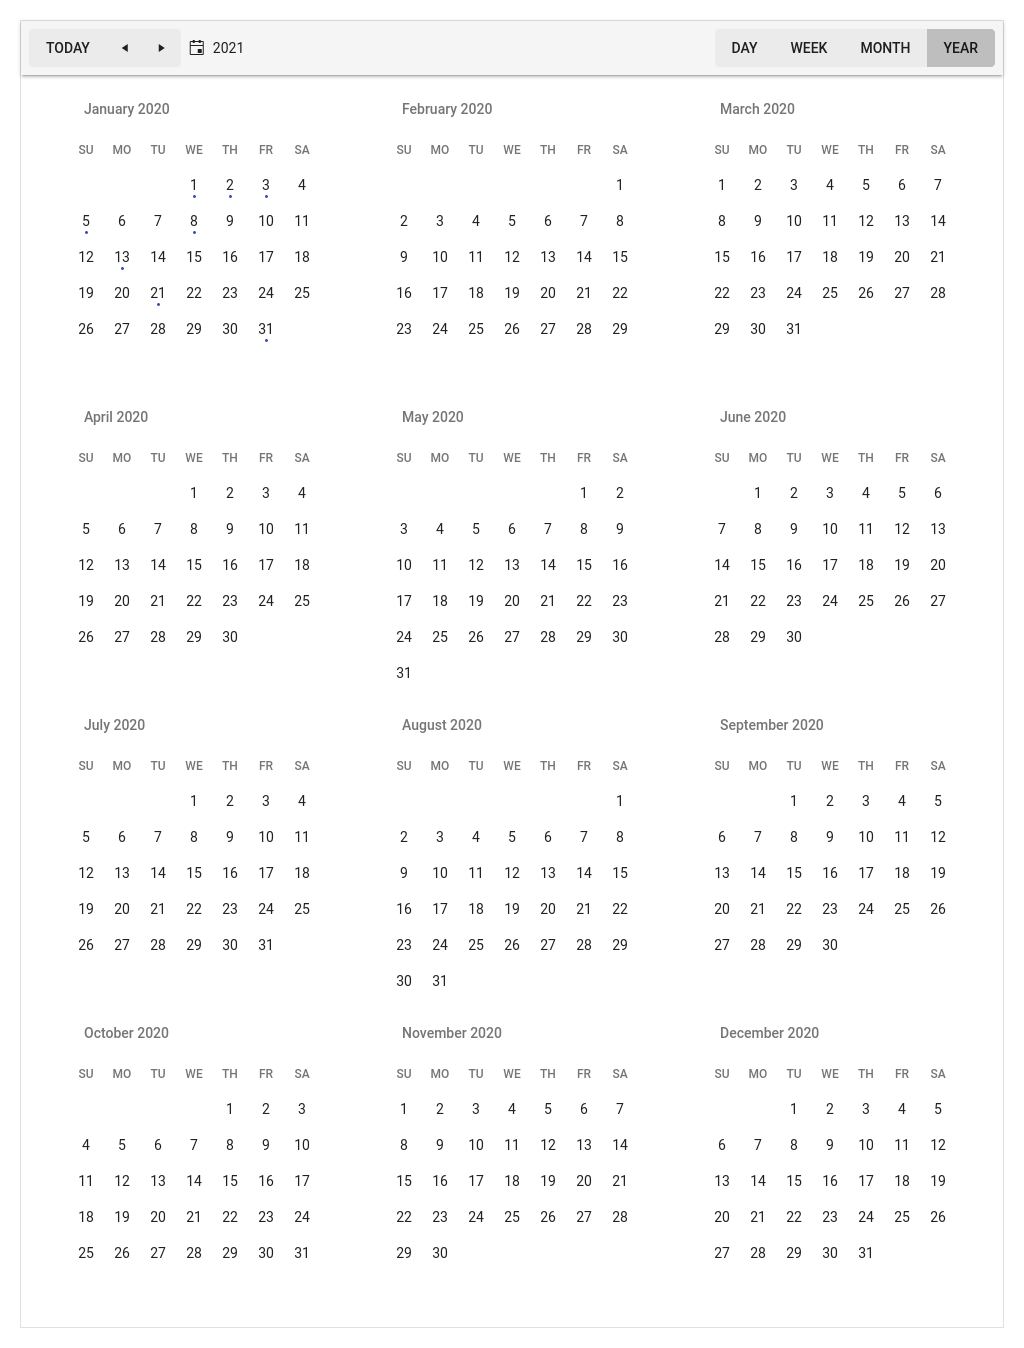 TODAY 2021 DAY WEEK MONTH YEAR
January 2020 February 2020 March 2020
SU MO TU WE TH FR SA SU MO TU WE TH FR SA SU MO TU WE TH FR SA
1 2 3 4 1 1 2 3 4 5 6 7
5 6 7 8 9 10 11 2 3 4 5 6 7 8 8 9 10 11 12 13 14
12 13 14 15 16 17 18 9 10 11 12 13 14 15 15 16 17 18 19 20 21
19 20 21 22 23 24 25 16 17 18 19 20 21 22 22 23 24 25 26 27 28
26 27 28 29 30 31 23 24 25 26 27 28 29 29 30 31
April 2020 May 2020 June 2020
SU MO TU WE TH FR SA SU MO TU WE TH FR SA SU MO TU WE TH FR SA
1 2 3 4 1 2 1 2 3 4 5 6
5 6 7 8 9 10 11 3 4 5 6 7 8 9 7 8 9 10 11 12 13
12 13 14 15 16 17 18 10 11 12 13 14 15 16 14 15 16 17 18 19 20
19 20 21 22 23 24 25 17 18 19 20 21 22 23 21 22 23 24 25 26 27
26 27 28 29 30 24 25 26 27 28 29 30 28 29 30
31
July 2020 August 2020 September 2020
SU MO TU WE TH FR SA SU MO TU WE TH FR SA SU MO TU WE TH FR SA
1 2 3 4 1 1 2 3 4 5
5 6 7 8 9 10 11 2 3 4 5 6 7 8 6 7 8 9 10 11 12
12 13 14 15 16 17 18 9 10 11 12 13 14 15 13 14 15 16 17 18 19
19 20 21 22 23 24 25 16 17 18 19 20 21 22 20 21 22 23 24 25 26
26 27 28 29 30 31 23 24 25 26 27 28 29 27 28 29 30
30 31
October 2020 November 2020 December 2020
SU MO TU WE TH FR SA SU MO TU WE TH FR SA SU MO TU WE TH FR SA
1 2 3 1 2 3 4 5 6 7 1 2 3 4 5
4 5 6 7 8 9 10 8 9 10 11 12 13 14 6 7 8 9 10 11 12
11 12 13 14 15 16 17 15 16 17 18 19 20 21 13 14 15 16 17 18 19
18 19 20 21 22 23 24 22 23 24 25 26 27 28 20 21 22 23 24 25 26
25 26 27 28 29 30 31 29 30 27 28 29 30 31